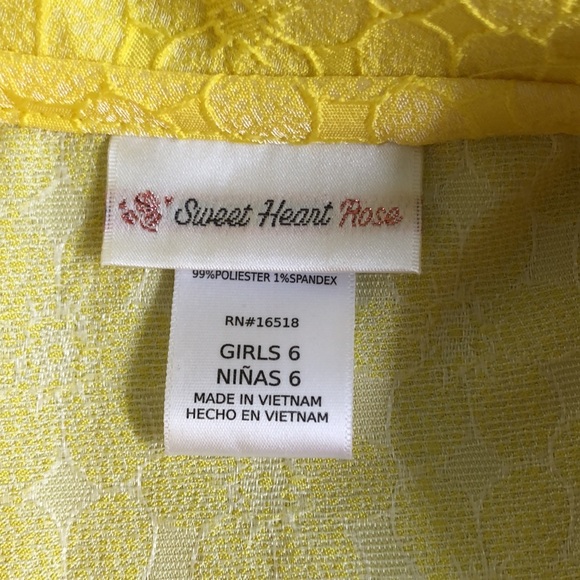 Sweet Heart Rose
99%POLIESTER 1%SPANDEX
RN#16518
GIRLS 6
NIÑAS 6
MADE IN VIETNAM
HECHO EN VIETNAM